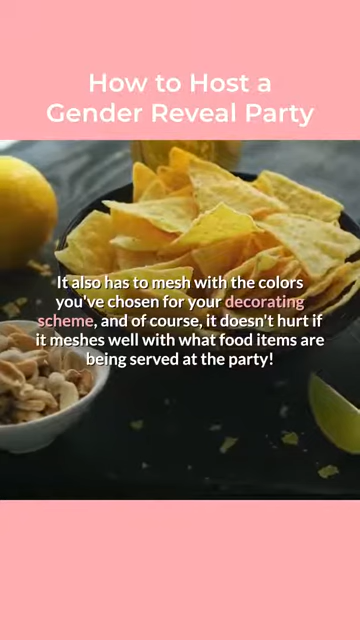 How to Host a
Gender Reveal Party
It also has to mesh with the colors
you've chosen for your decorating
scheme, and of course, it doesn't hurt if
it meshes well with what food items are
being served at the party!